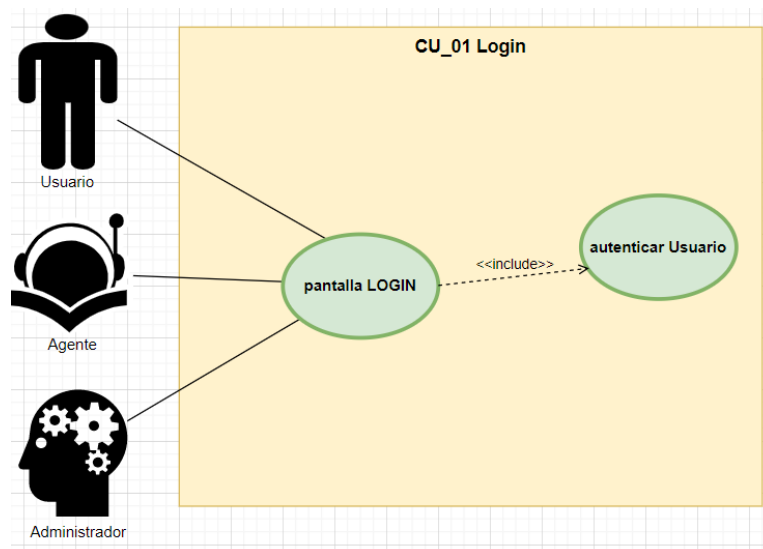 CU_01 Login
Usuario
autenticar Usuario
<<include>>
pantalla LOGIN
Agente
Administrador